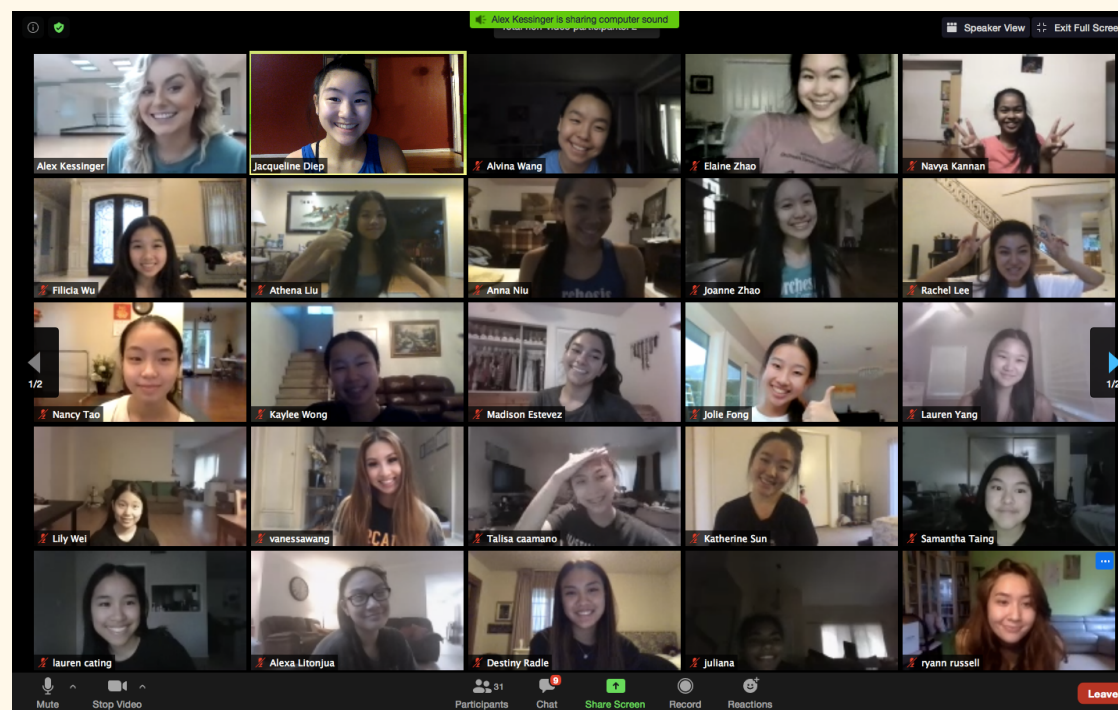 Alex Kessinger is sharing computer sound
Speaker View
Exit Full Scree
Alex Kessinger
Jacqueline Diep
Alvina Wang
Elaine Zhao
Navya Kannan
Filicia Wu
Athena Liu
Anna Niu
Joanne Zhao
Rachel Lee
1/2
1/2
Nancy Tao
Kaylee Wong
Madison Estevez
Jolie Fong
Lauren Yang
Lily Wei
vanessawang
Talisa caamano
Katherine Sun
Samantha Taing
lauren cating
Alexa Litonjua
Destiny Radle
juliana
ryann russell
Mute
Stop Video
Participants
31
Chat
9
Share Screen
Record
Reactions
Leave